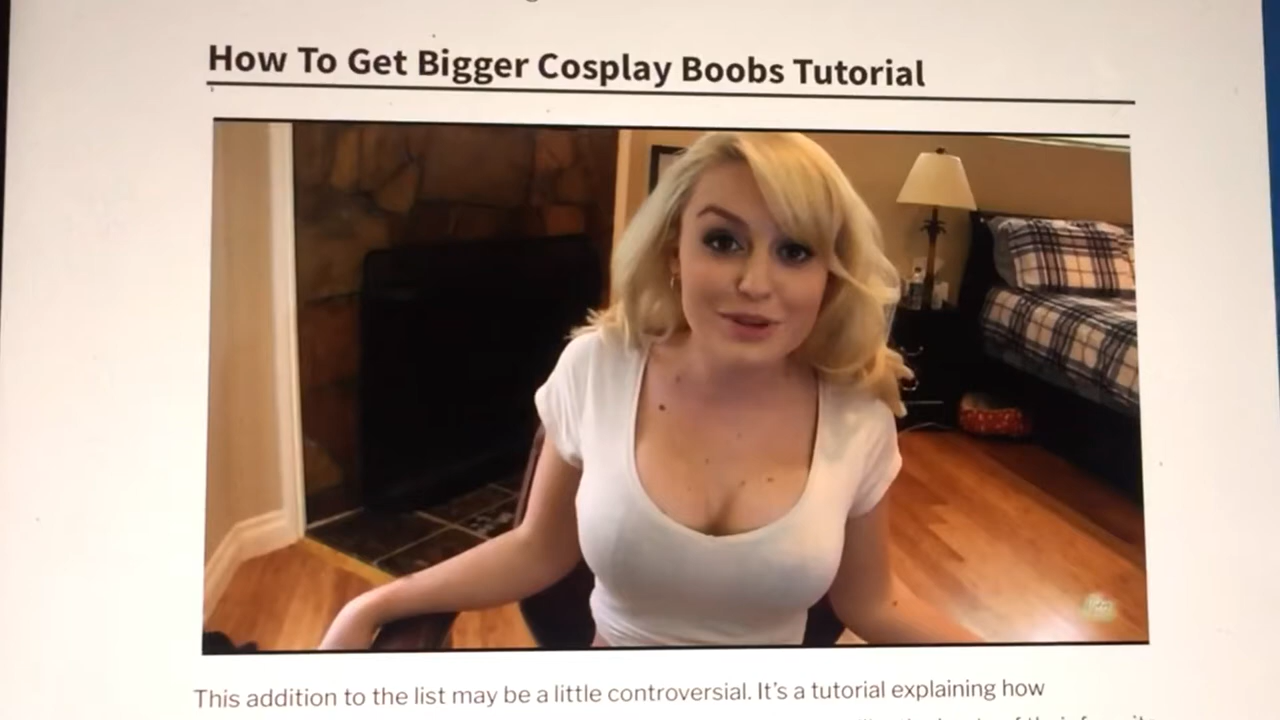 How To Get Bigger Cosplay Boobs Tutorial
This addition to the list may be a little controversial. It's a tutorial explaining how